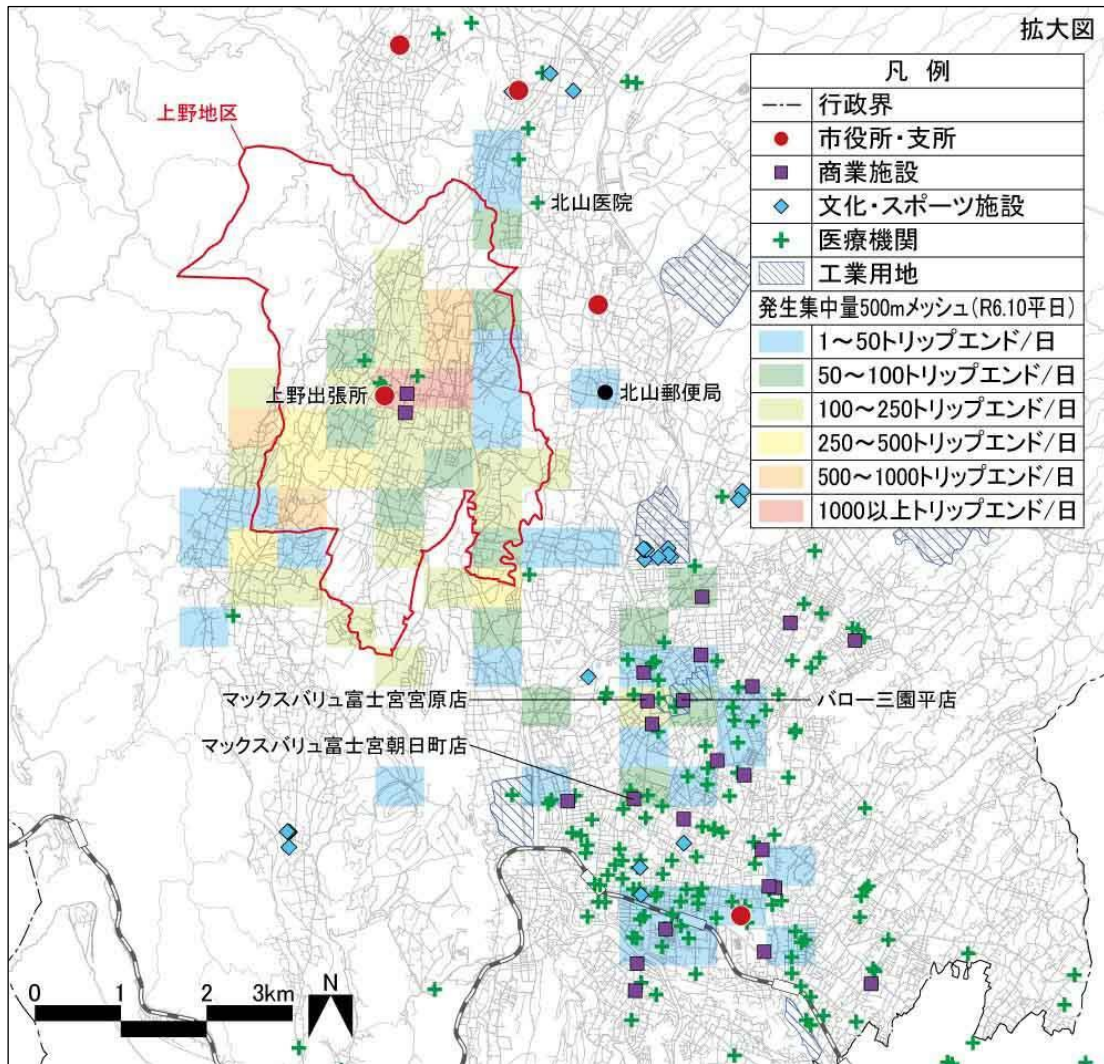 拡大図
凡 例
行政界
市役所・支所
商業施設
文化・スポーツ施設
医療機関
工業用地
発生集中量500mメッシュ(R6.10平日)
1~50トリップエンド/日
50~100トリップエンド/日
100~250トリップエンド/日
250~500トリップエンド/日
500~1000トリップエンド/日
1000以上トリップエンド/日
上野地区
北山医院
上野出張所
北山郵便局
マックスバリュ富士宮宮原店
バロー三園平店
マックスバリュ富士宮朝日町店
0 1 2 3km
N